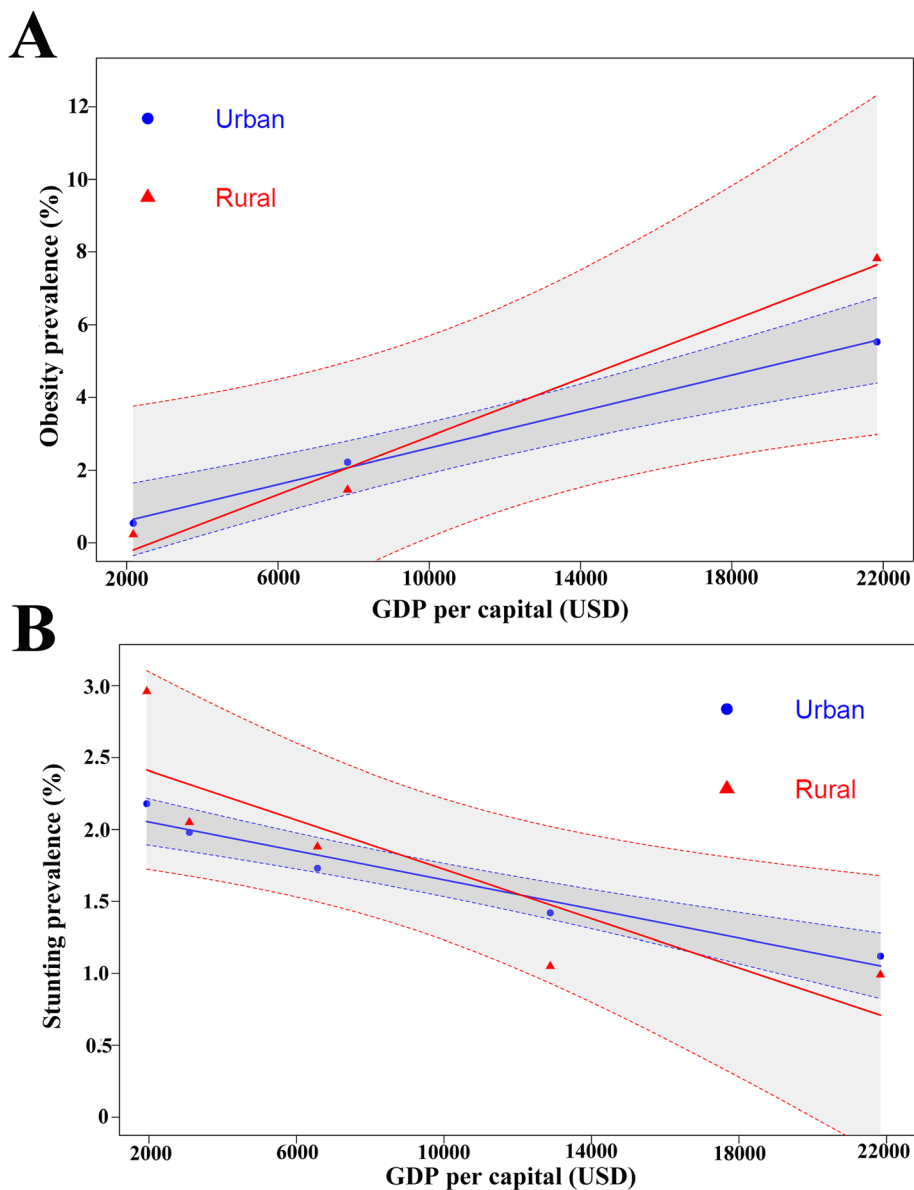 A
Urban
Rural
12
10
8
6
4
2
0
Obesity prevalence (%)
2000 6000 10000 14000 18000 22000
GDP per capital (USD)
B
Urban
Rural
3.0
2.5
2.0
1.5
1.0
0.5
0
Stunting prevalence (%)
2000 6000 10000 14000 18000 22000
GDP per capital (USD)